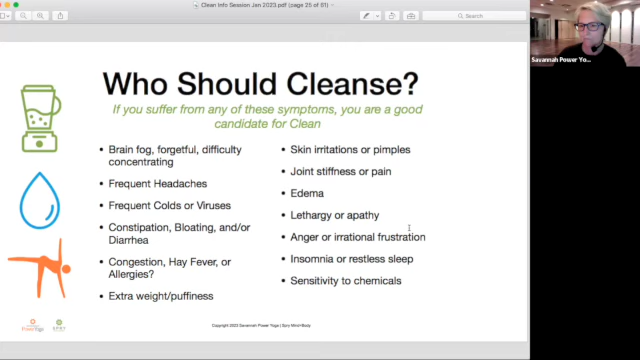 Clean Info Session Jan 2023.pdf (page 25 of 61)
Search
Savannah Power Yo...
Who Should Cleanse?
If you suffer from any of these symptoms, you are a good
candidate for Clean
• Brain fog, forgetful, difficulty
concentrating
• Frequent Headaches
• Frequent Colds or Viruses
• Constipation, Bloating, and/or
Diarrhea
• Congestion, Hay Fever, or
Allergies?
• Extra weight/puffiness
• Skin irritations or pimples
• Joint stiffness or pain
• Edema
• Lethargy or apathy
• Anger or irrational frustration
• Insomnia or restless sleep
• Sensitivity to chemicals
PowerYoga
Copyright 2023 Savannah Power Yoga | Spry Mind+Body